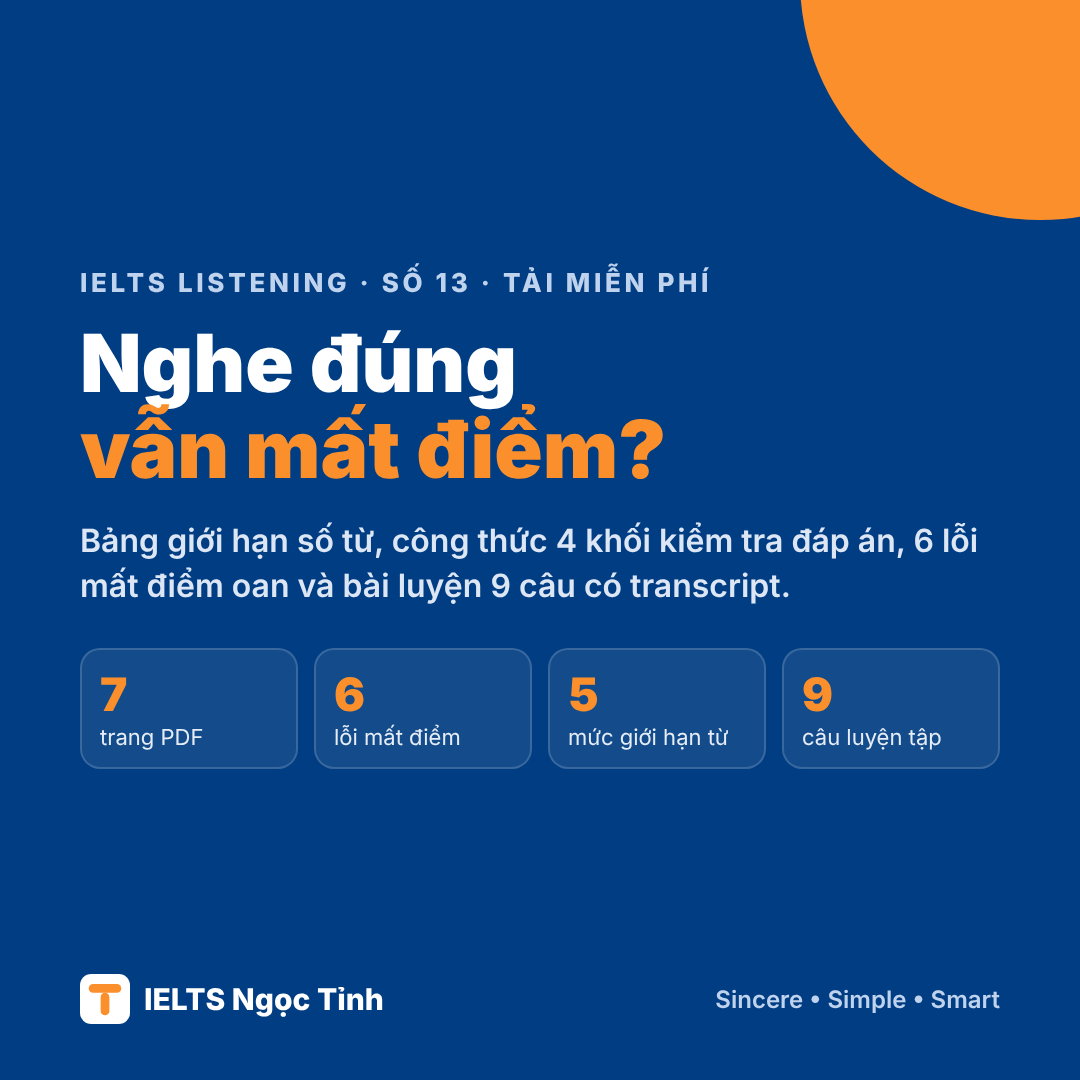 IELTS LISTENING · SỐ 13 · TẢI MIỄN PHÍ
Nghe đúng
vẫn mất điểm?
Bảng giới hạn số từ, công thức 4 khối kiểm tra đáp án, 6 lỗi
mất điểm oan và bài luyện 9 câu có transcript.
7
trang PDF
6
lỗi mất điểm
5
mức giới hạn từ
9
câu luyện tập
IELTS Ngọc Tỉnh
Sincere • Simple • Smart